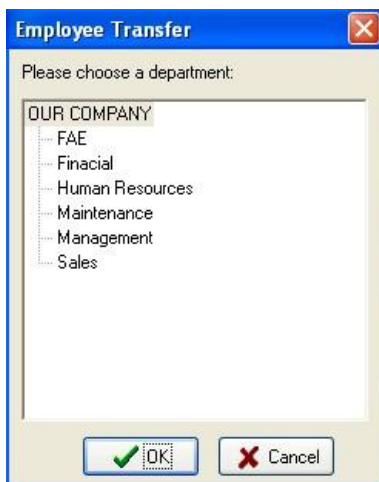 Employee Transfer
Please choose a department:
OUR COMPANY
FAE
Finacial
Human Resources
Maintenance
Management
Sales
OK
Cancel